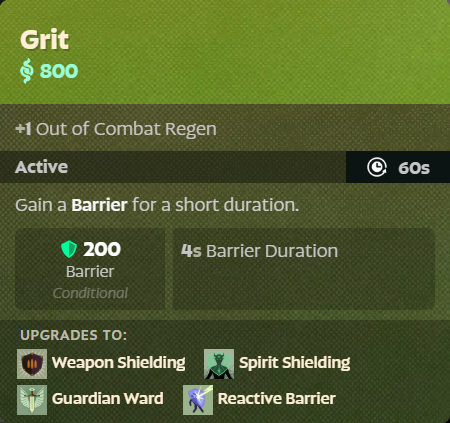 Grit
800
+1 Out of Combat Regen
Active 60s
Gain a Barrier for a short duration.
200 4s Barrier Duration
Barrier
Conditional
UPGRADES TO:
Weapon Shielding Spirit Shielding
Guardian Ward Reactive Barrier